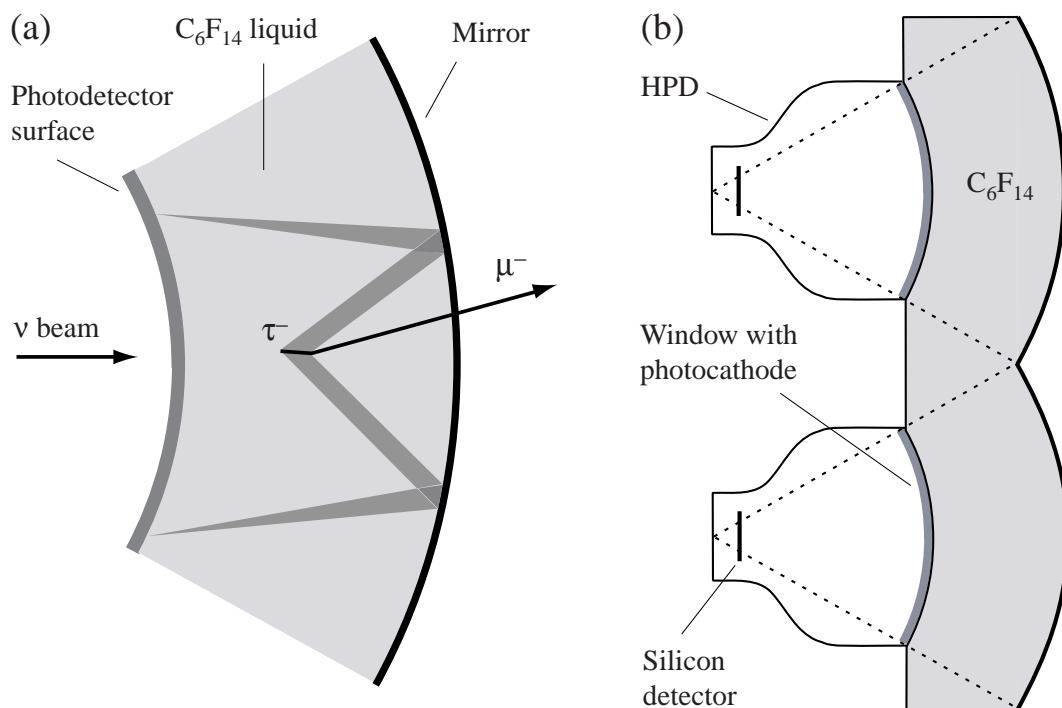 (a)
C₆F₁₄ liquid
Mirror
Photodetector
surface
ν beam
τ⁻
μ⁻
(b)
HPD
C₆F₁₄
Window with
photocathode
Silicon
detector